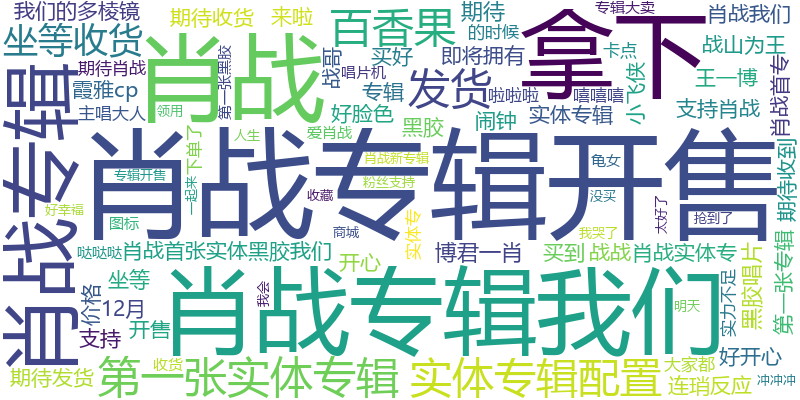 我们的多棱镜
期待收货
来啦
百香果
期待
的时候
专辑大卖
肖战我们
坐等收货
肖战
战哥
唱片机
买好
即将拥有
拿下
卡点
战山为王
期待肖战
第一张黑胶
霞雅cp
专辑
发货
啦啦啦
嘻嘻嘻
小飞侠
王一博
肖战首专
主唱大人
领用
好脸色
黑胶
闹钟
实体专辑
支持肖战
肖战专辑
一起来
下单了
人生
爱肖战
肖战专辑开售
肖战新专辑
龟女
期待收到
专辑开售
收藏
粉丝支持
没买
好幸福
图标
商城
实体专
我哭了
太好了
抢到了
哒哒哒
肖战首张实体黑胶我们
开心
博君一肖
买到
战战
肖战实体专
坐等
我会
肖战专辑我们
价格
12月
支持
开售
明天
实力不足
黑胶唱片
第一张专辑
好开心
期待发货
收货
第一张实体专辑
实体专辑配置
大家都
连琑反应
冲冲冲